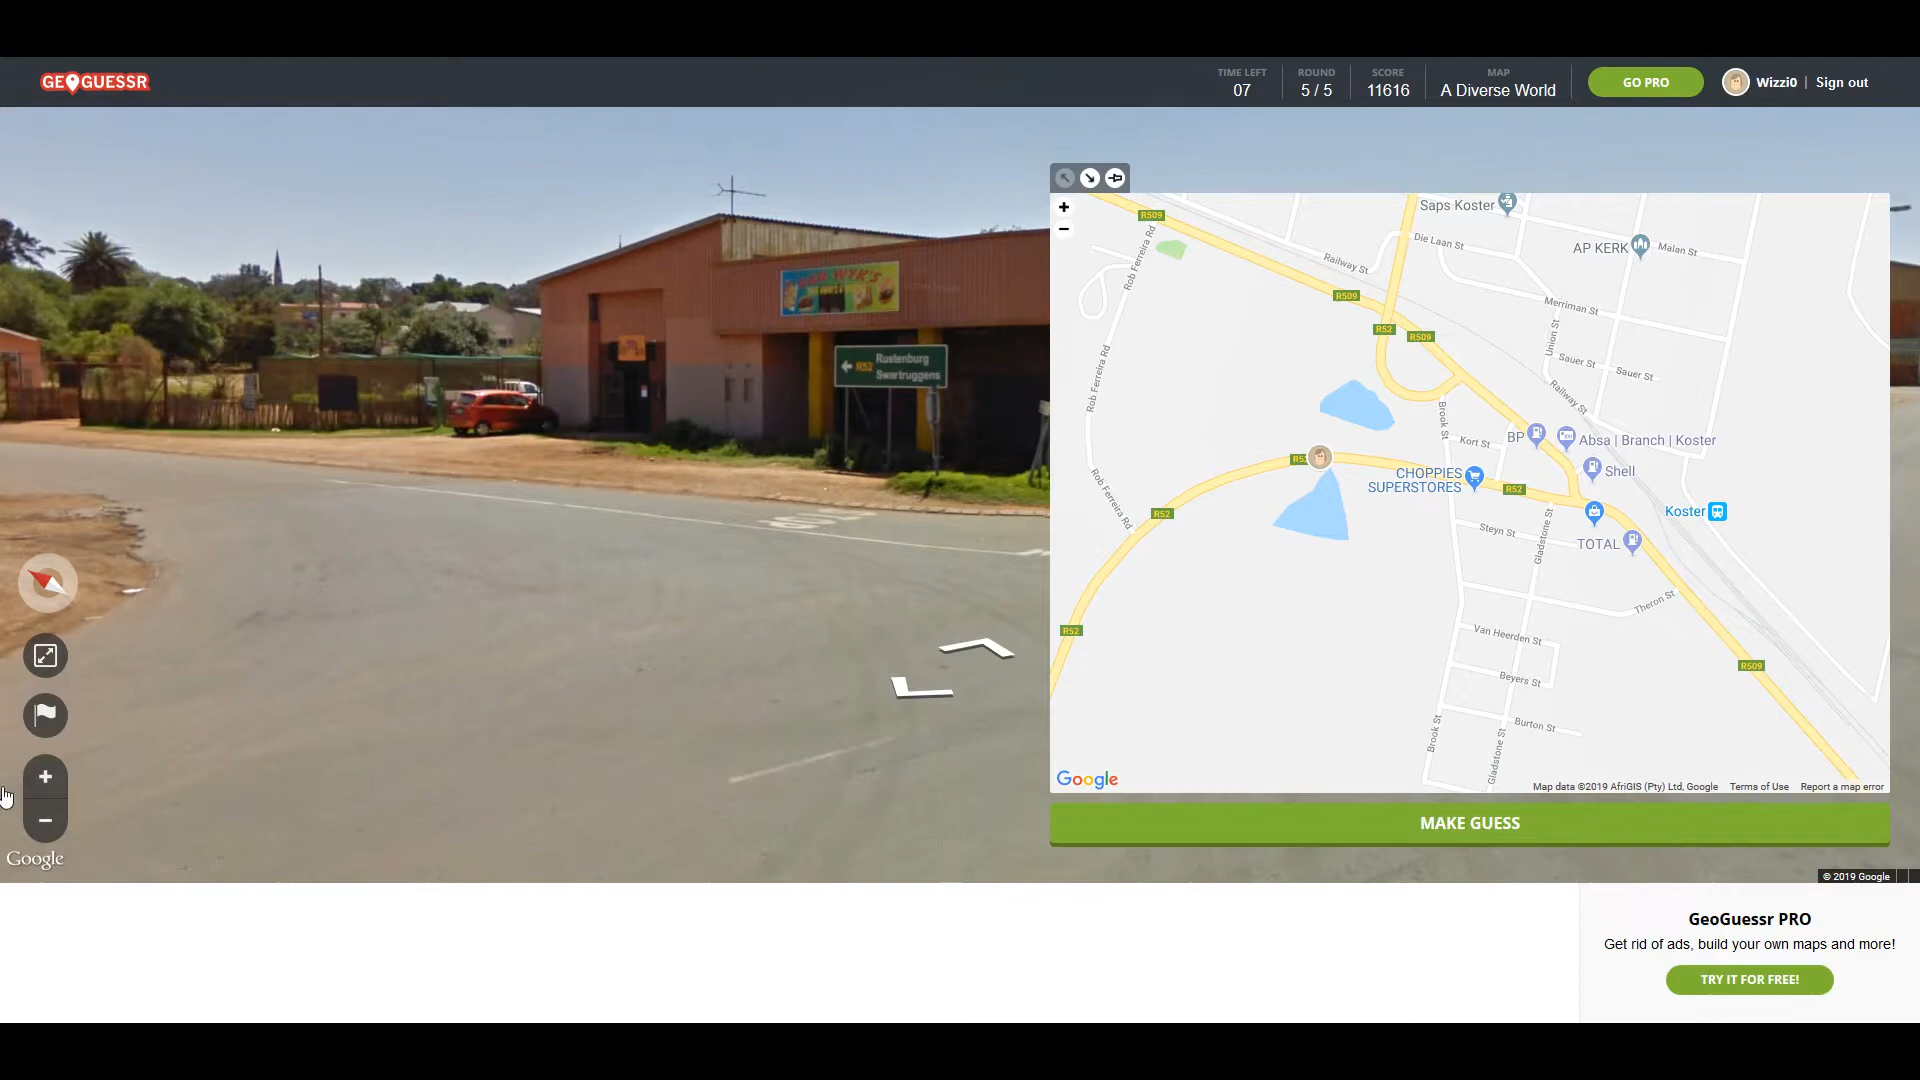 GEOGUESSR
TIME LEFT
07
ROUND
5 / 5
SCORE
11616
MAP
A Diverse World
GO PRO
Wizzi0
Sign out
R52
Rustenburg
Swartruggens
+
−
R509
Rob Ferreira Rd
Railway St
Die Laan St
Saps Koster
AP KERK
Malan St
R509
R52
R509
Merriman St
Union St
Sauer St
Sauer St
Railway St
Rob Ferreira Rd
Brook St
Kort St
BP
Absa | Branch | Koster
Shell
CHOPPIES
SUPERSTORES
R52
R52
Rob Ferreira Rd
Koster
Steyn St
Gladstone St
TOTAL
Theron St
R52
Van Heerden St
R509
Beyers St
Burton St
Brook St
Gladstone St
Google
Map data ©2019 AfriGIS (Pty) Ltd, Google
Terms of Use
Report a map error
MAKE GUESS
+
−
Google
© 2019 Google
GeoGuessr PRO
Get rid of ads, build your own maps and more!
TRY IT FOR FREE!